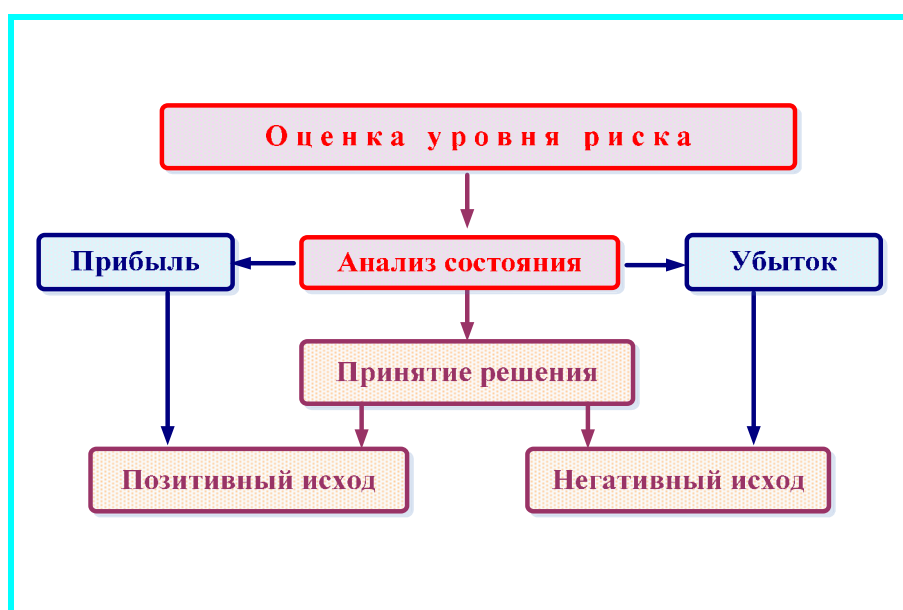 Оценка уровня риска
Прибыль
Анализ состояния
Убыток
Принятие решения
Позитивный исход
Негативный исход